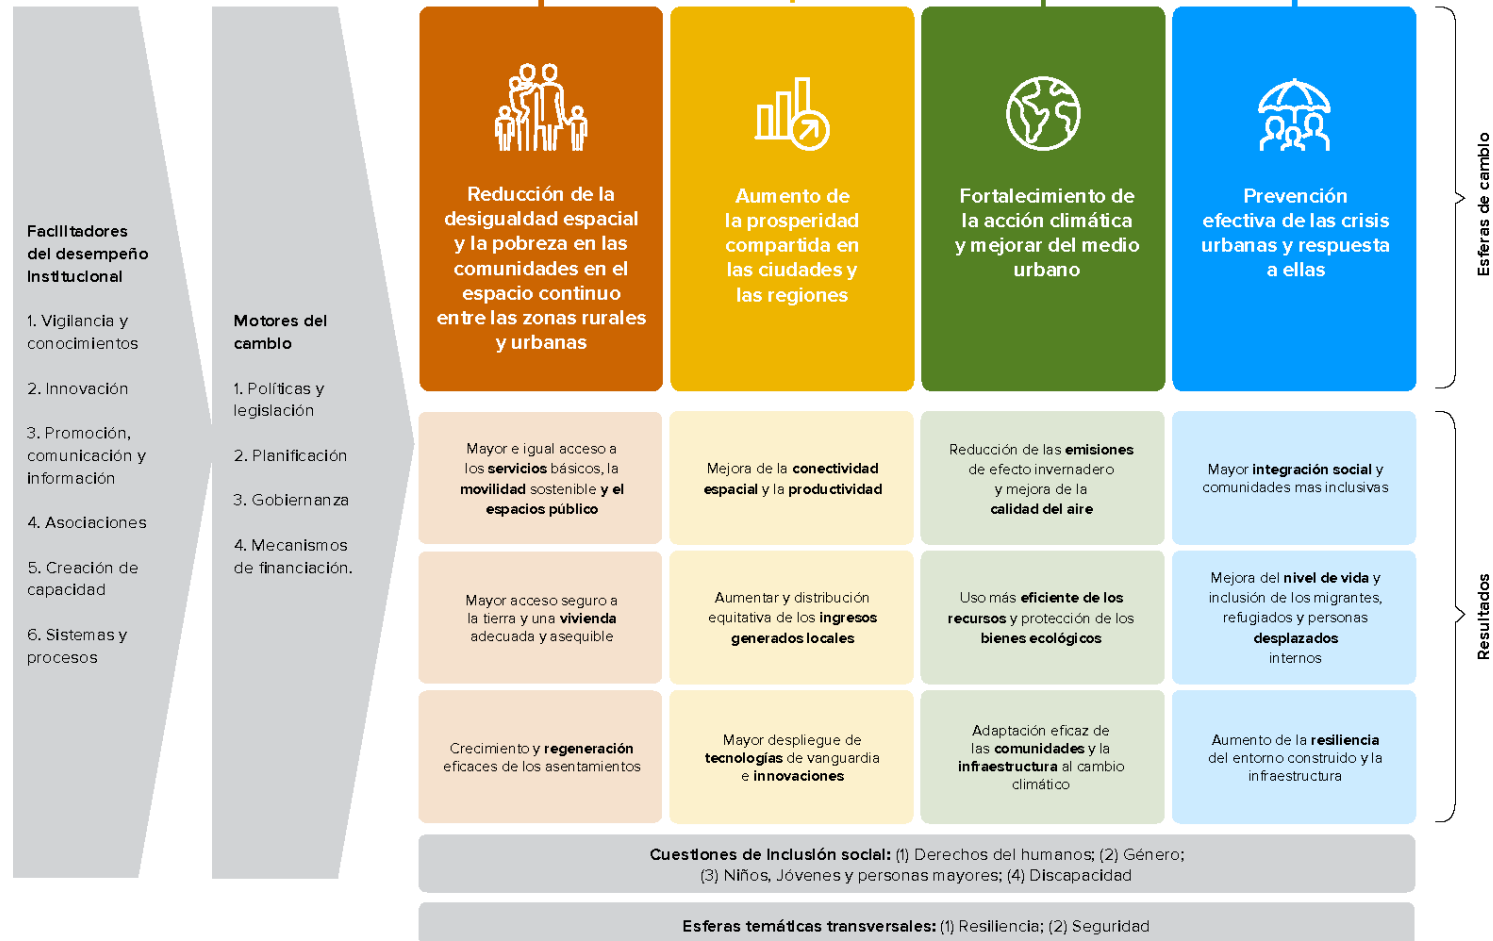 Facilitadores
del desempeño
Institucional
1. Vigilancia y
conocimientos
2. Innovación
3. Promoción,
comunicación y
información
4. Asociaciones
5. Creación de
capacidad
6. Sistemas y
procesos
Motores del
cambio
1. Políticas y
legislación
2. Planificación
3. Gobiernanza
4. Mecanismos
de financiación.
Reducción de la
desigualdad espacial
y la pobreza en las
comunidades en el
espacio continuo
entre las zonas rurales
y urbanas
Aumento de
la prosperidad
compartida en
las ciudades y
las regiones
Fortalecimiento de
la acción climática
y mejorar del medio
urbano
Prevención
efectiva de las crisis
urbanas y respuesta
a ellas
Esferas de cambio
Mayor e igual acceso a
los servicios básicos, la
movilidad sostenible y el
espacios público
Mejora de la conectividad
espacial y la productividad
Reducción de las emisiones
de efecto invernadero
y mejora de la
calidad del aire
Mayor integración social y
comunidades mas inclusivas
Mayor acceso seguro a
la tierra y una vivienda
adecuada y asequible
Aumentar y distribución
equitativa de los ingresos
generados locales
Uso más eficiente de los
recursos y protección de los
bienes ecológicos
Mejora del nivel de vida y
inclusión de los migrantes,
refugiados y personas
desplazados
internos
Crecimiento y regeneración
eficaces de los asentamientos
Mayor despliegue de
tecnologías de vanguardia
e innovaciones
Adaptación eficaz de
las comunidades y la
infraestructura al cambio
climático
Aumento de la resiliencia
del entorno construido y la
infraestructura
Resultados
Cuestiones de Inclusión social: (1) Derechos del humanos; (2) Género;
(3) Niños, Jóvenes y personas mayores; (4) Discapacidad
Esferas temáticas transversales: (1) Resiliencia; (2) Seguridad